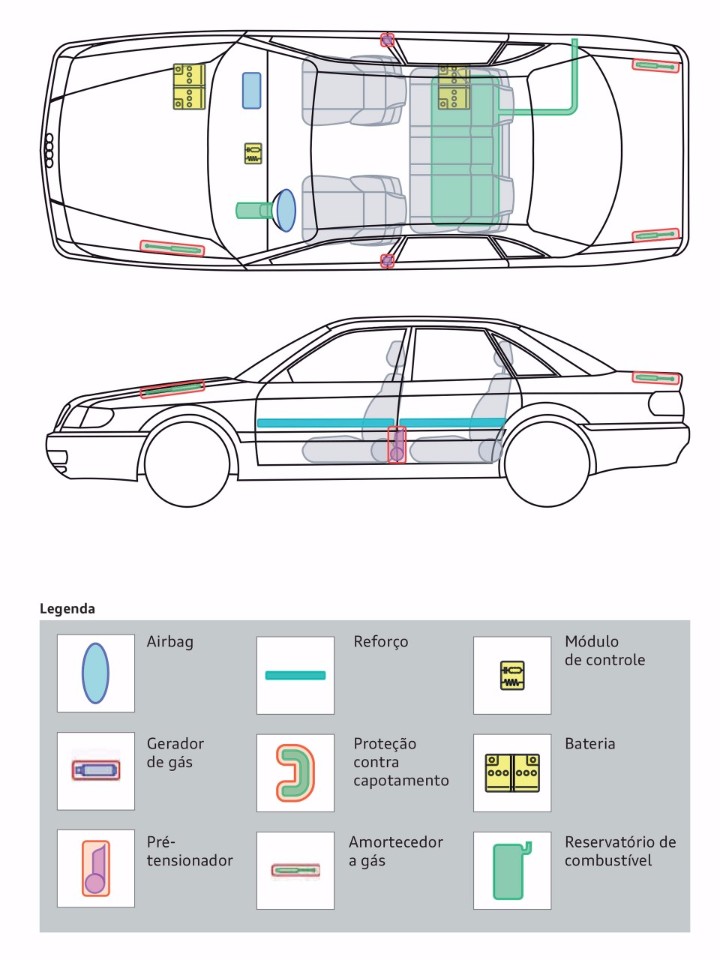 Legenda
Airbag
Reforço
Módulo
de controle
Gerador
de gás
Proteção
contra
capotamento
Bateria
Pré-
tensionador
Amortecedor
a gás
Reservatório de
combustível